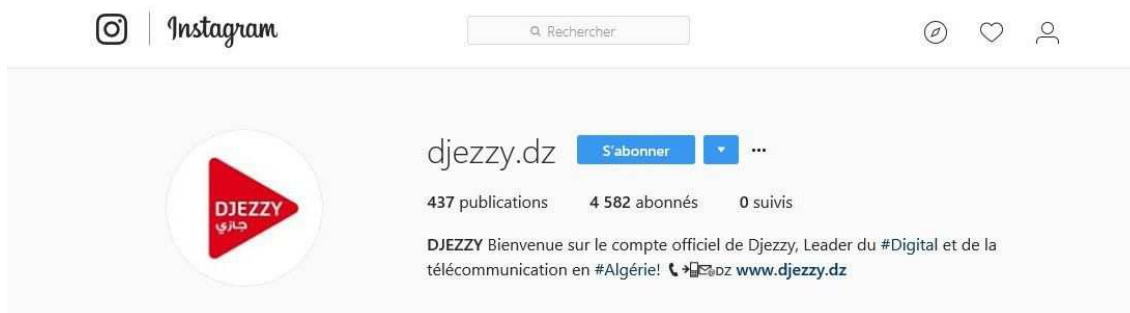 Instagram
Rechercher
djezzy.dz S'abonner ...
437 publications 4 582 abonnés 0 suivis
DJEZZY
جازي
DJEZZY Bienvenue sur le compte officiel de Djezzy, Leader du #Digital et de la
télécommunication en #Algérie! DZ www.djezzy.dz